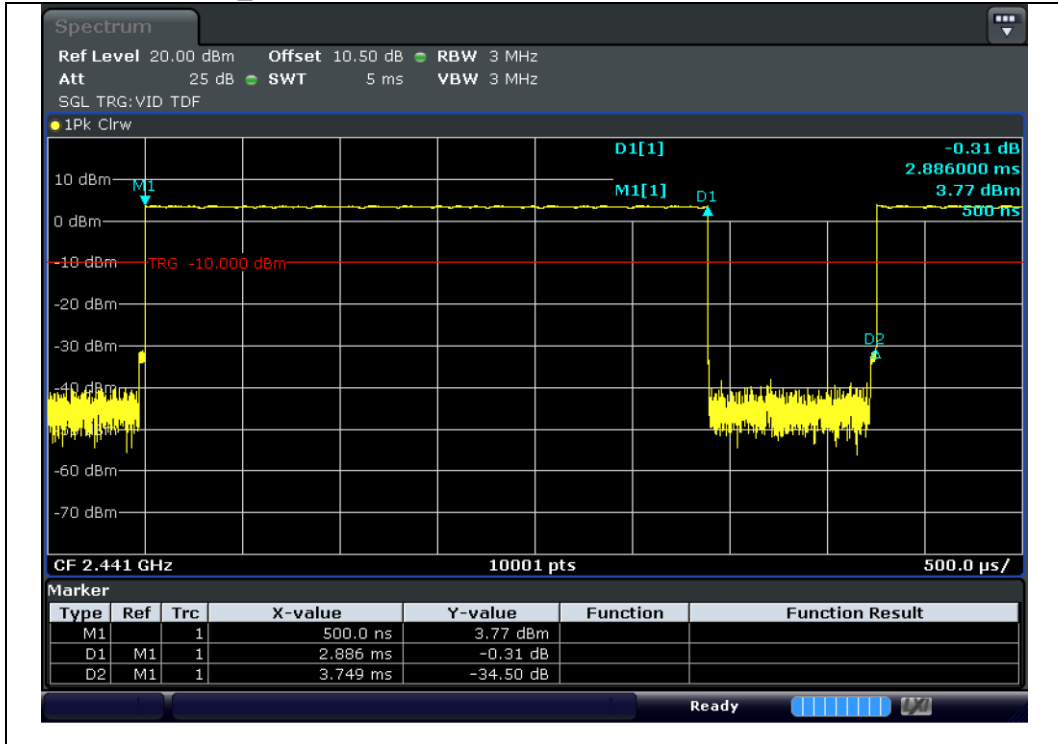 Spectrum
Ref Level 20.00 dBm Offset 10.50 dB RBW 3 MHz
Att 25 dB SWT 5 ms VBW 3 MHz
SGL TRG:VID TDF
1Pk Clrw
D1[1] -0.31 dB
2.886000 ms
10 dBm
M1
M1[1] 3.77 dBm
D1
500 ns
0 dBm
-10 dBm
TRG -10.000 dBm
-20 dBm
-30 dBm
D2
-40 dBm
-60 dBm
-70 dBm
CF 2.441 GHz 10001 pts 500.0 µs/
Marker
Type Ref Trc X-value Y-value Function Function Result
M1 1 500.0 ns 3.77 dBm
D1 M1 1 2.886 ms -0.31 dB
D2 M1 1 3.749 ms -34.50 dB
Ready LXI